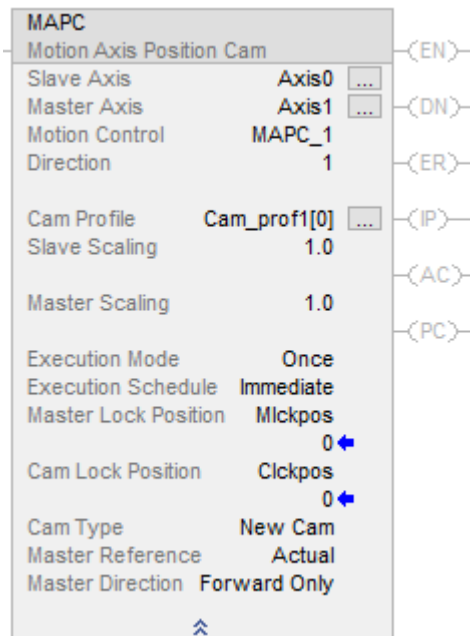 MAPC
Motion Axis Position Cam
(EN)
Slave Axis Axis0 ...
Master Axis Axis1 ... (DN)
Motion Control MAPC_1
Direction 1 (ER)
Cam Profile Cam_prof1[0] ... (IP)
Slave Scaling 1.0
(AC)
Master Scaling 1.0
(PC)
Execution Mode Once
Execution Schedule Immediate
Master Lock Position Mlckpos
0
Cam Lock Position Clckpos
0
Cam Type New Cam
Master Reference Actual
Master Direction Forward Only